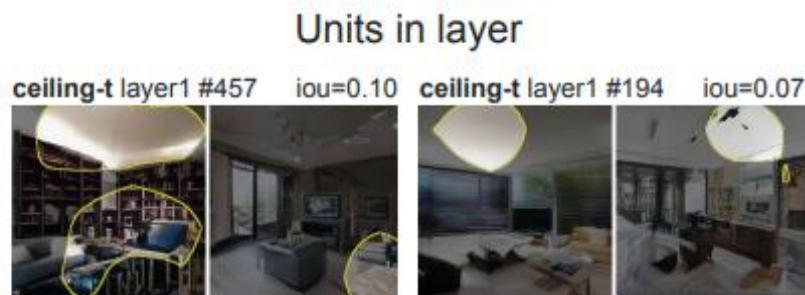 Units in layer
ceiling-t layer1 #457 iou=0.10 ceiling-t layer1 #194 iou=0.07